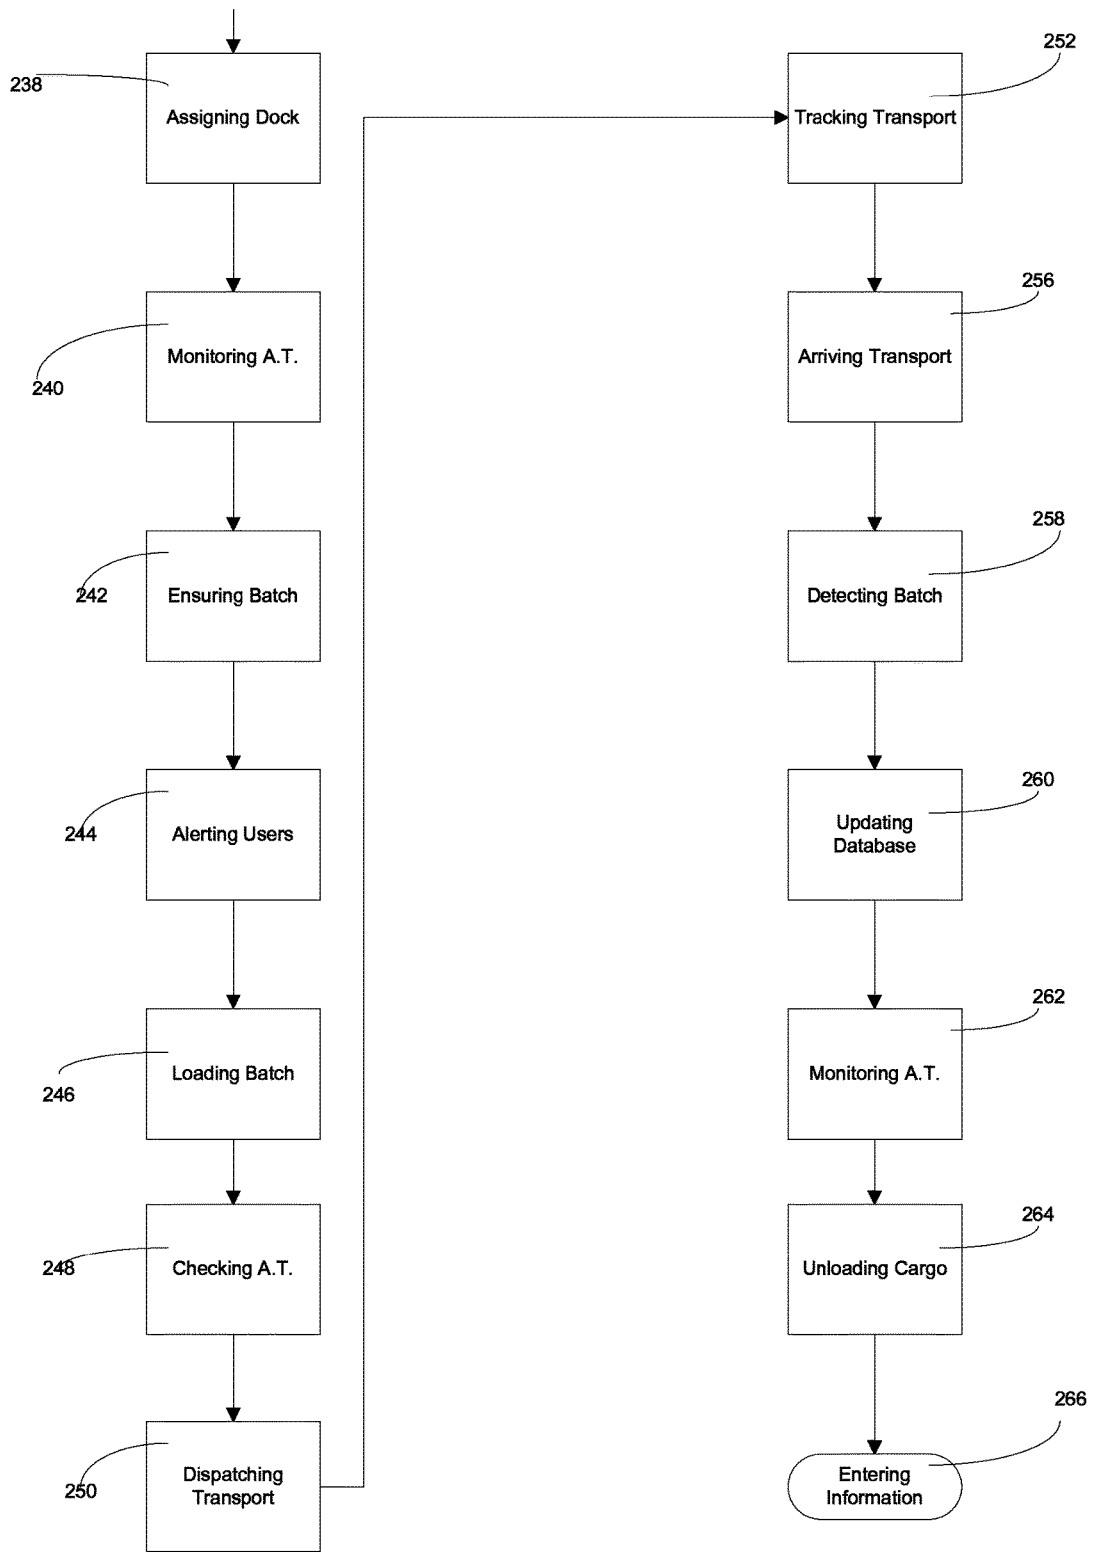 238
Assigning Dock
240
Monitoring A.T.
242
Ensuring Batch
244
Alerting Users
246
Loading Batch
248
Checking A.T.
250
Dispatching
Transport
252
Tracking Transport
256
Arriving Transport
258
Detecting Batch
260
Updating
Database
262
Monitoring A.T.
264
Unloading Cargo
266
Entering
Information